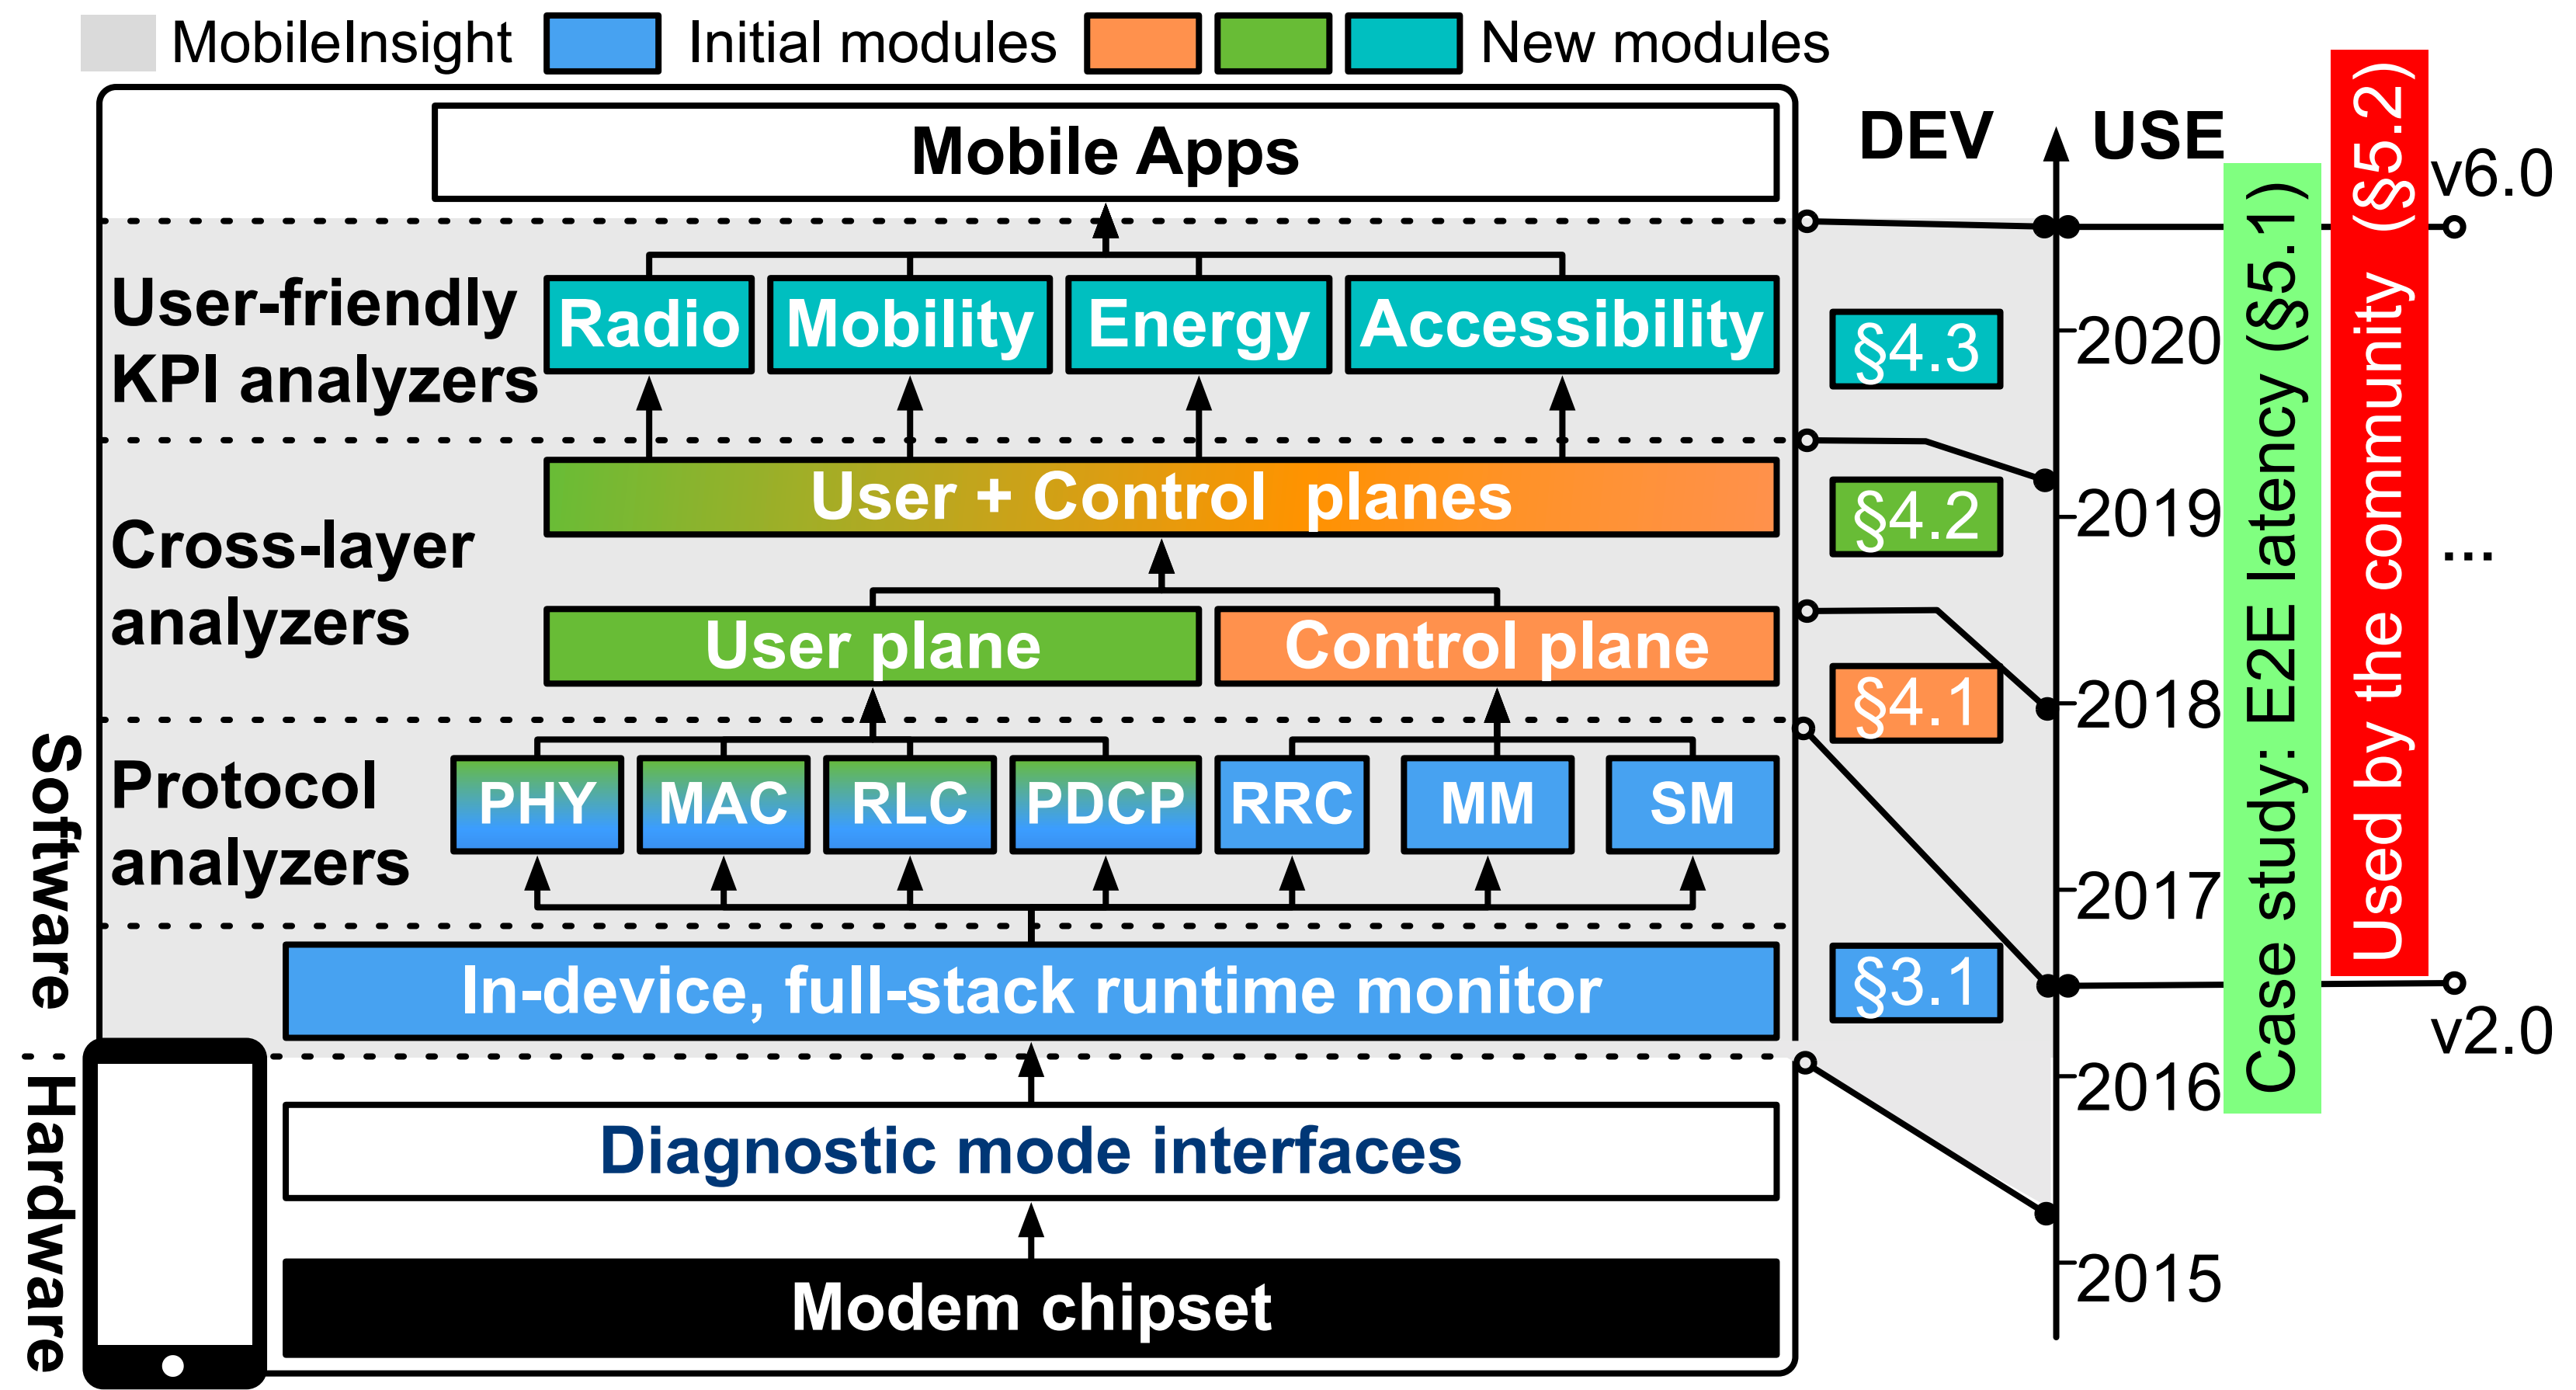 MobileInsight
Initial modules
New modules
Mobile Apps
DEV
USE
v6.0
User-friendly
KPI analyzers
Radio
Mobility
Energy
Accessibility
§4.3
2020
Cross-layer
analyzers
User + Control planes
§4.2
2019
...
User plane
Control plane
§4.1
2018
Protocol
analyzers
PHY
MAC
RLC
PDCP
RRC
MM
SM
2017
In-device, full-stack runtime monitor
§3.1
v2.0
2016
Diagnostic mode interfaces
2015
Modem chipset
Software
Hardware
Case study: E2E latency (§5.1)
Used by the community (§5.2)